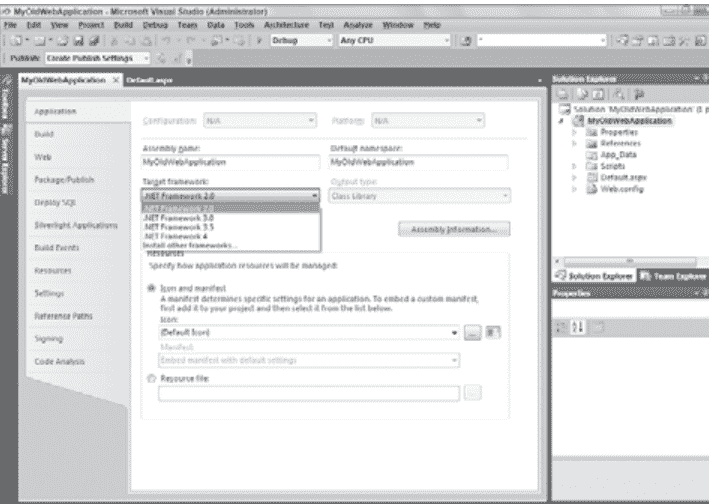 MyOldWebApplication - Microsoft Visual Studio (Administrator)
File Edit View Project Build Debug Team Data Tools Architecture Test Analyze Window Help
Debug Any CPU
Publish: Create Publish Settings
MyOldWebApplication X Default.aspx
Toolbox
Server Explorer
Application
Build
Web
Package/Publish
Deploy SQL
Silverlight Applications
Build Events
Resources
Settings
Reference Paths
Signing
Code Analysis
Configuration: N/A Platform: N/A
Assembly name: Default namespace:
MyOldWebApplication MyOldWebApplication
Target framework: Output type:
.NET Framework 2.0 Class Library
.NET Framework 2.0
.NET Framework 3.0
.NET Framework 3.5
.NET Framework 4
Install other frameworks...
Assembly Information...
Resources
Specify how application resources will be managed:
Icon and manifest
A manifest determines specific settings for an application. To embed a custom manifest,
first add it to your project and then select it from the list below.
Icon:
(Default Icon) ...
Manifest:
Embed manifest with default settings
Resource file:
Solution Explorer
Solution 'MyOldWebApplication' (1 p
MyOldWebApplication
Properties
References
App_Data
Scripts
Default.aspx
Web.config
Solution Explorer Team Explorer
Properties